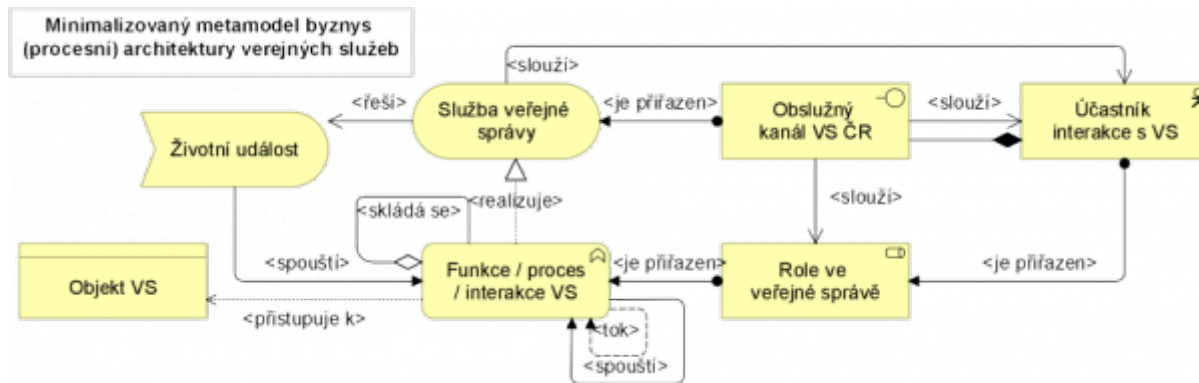 Minimalizovaný metamodel byznys
(procesní) architektury verejných služeb
<slouží>
<řeší>
Služba veřejné
správy
<je přiřazen>
Obslužný
kanál VS ČR
<slouží>
Účastník
interakce s VS
Životní událost
<realizuje>
<skládá se>
<slouží>
<spouští>
Funkce / proces
/ interakce VS
<je přiřazen>
Role ve
veřejné správě
<je přiřazen>
Objekt VS
<přistupuje k>
<tok>
<spouští>